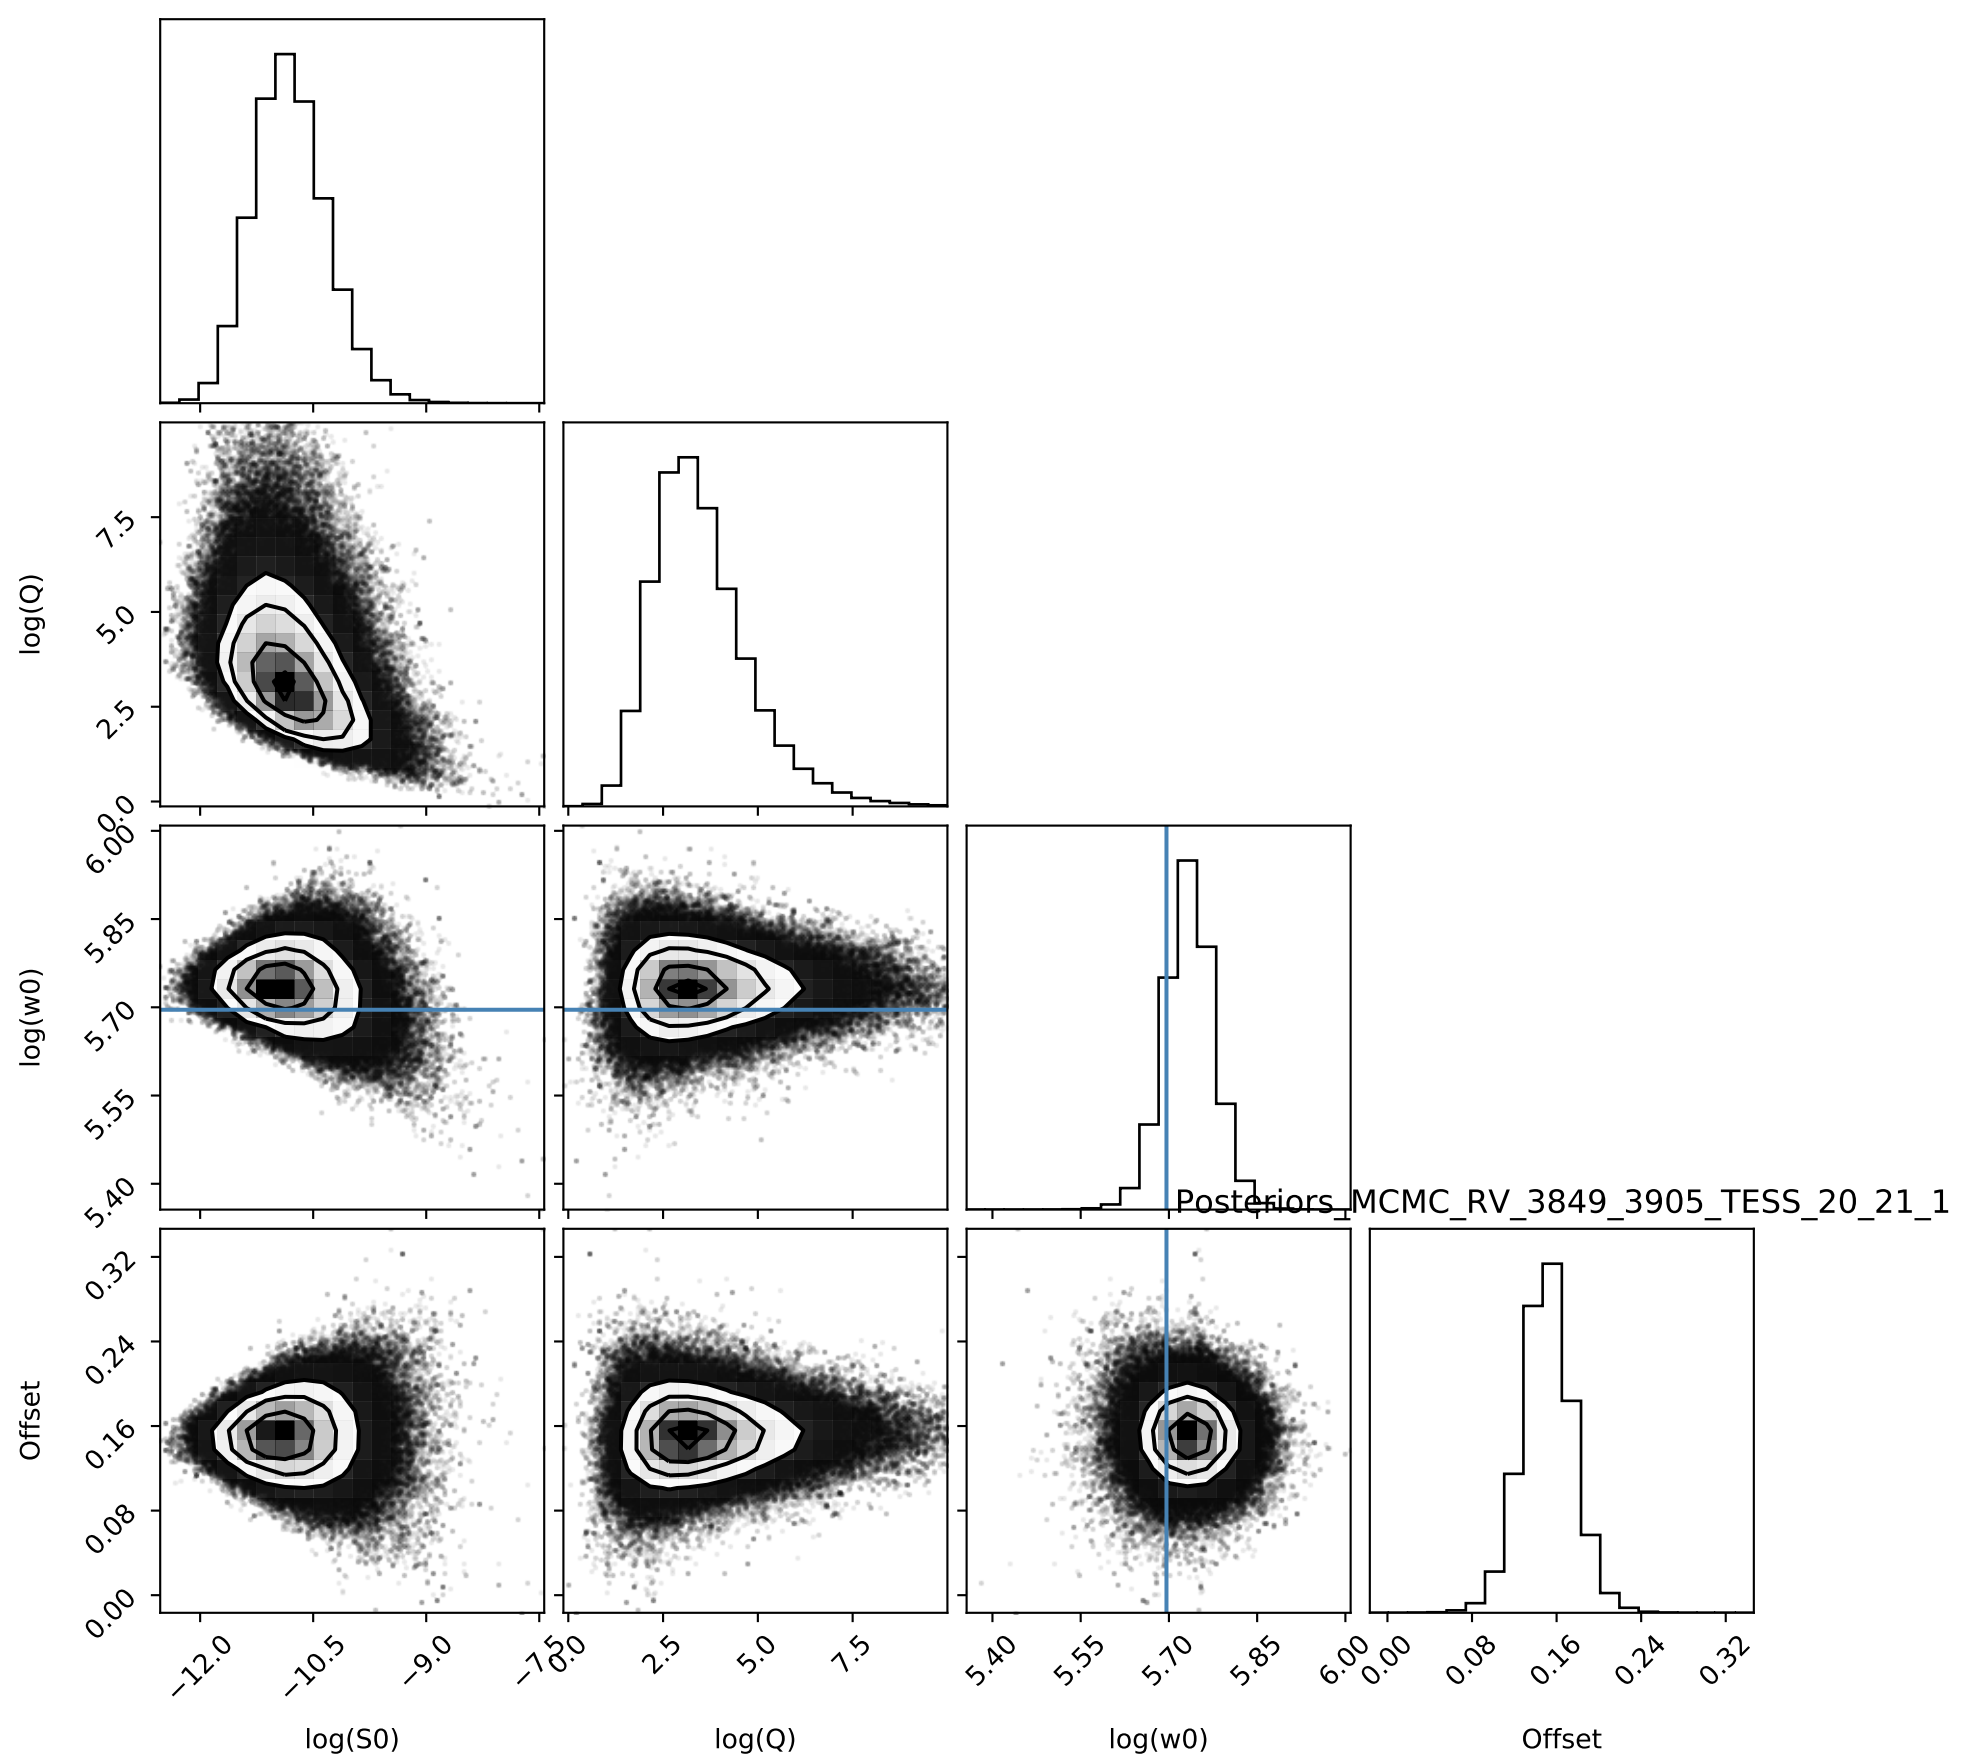 log(Q)
7.5
5.0
2.5
0.0
log(w0)
6.00
5.85
5.70
5.55
5.40
Posteriors_MCMC_RV_3849_3905_TESS_20_21_1
Offset
0.32
0.24
0.16
0.08
0.00
−12.0 −10.5 −9.0 −7.5 0.0 2.5 5.0 7.5 5.40 5.55 5.70 5.85 6.00 0.00 0.08 0.16 0.24 0.32
log(S0) log(Q) log(w0) Offset